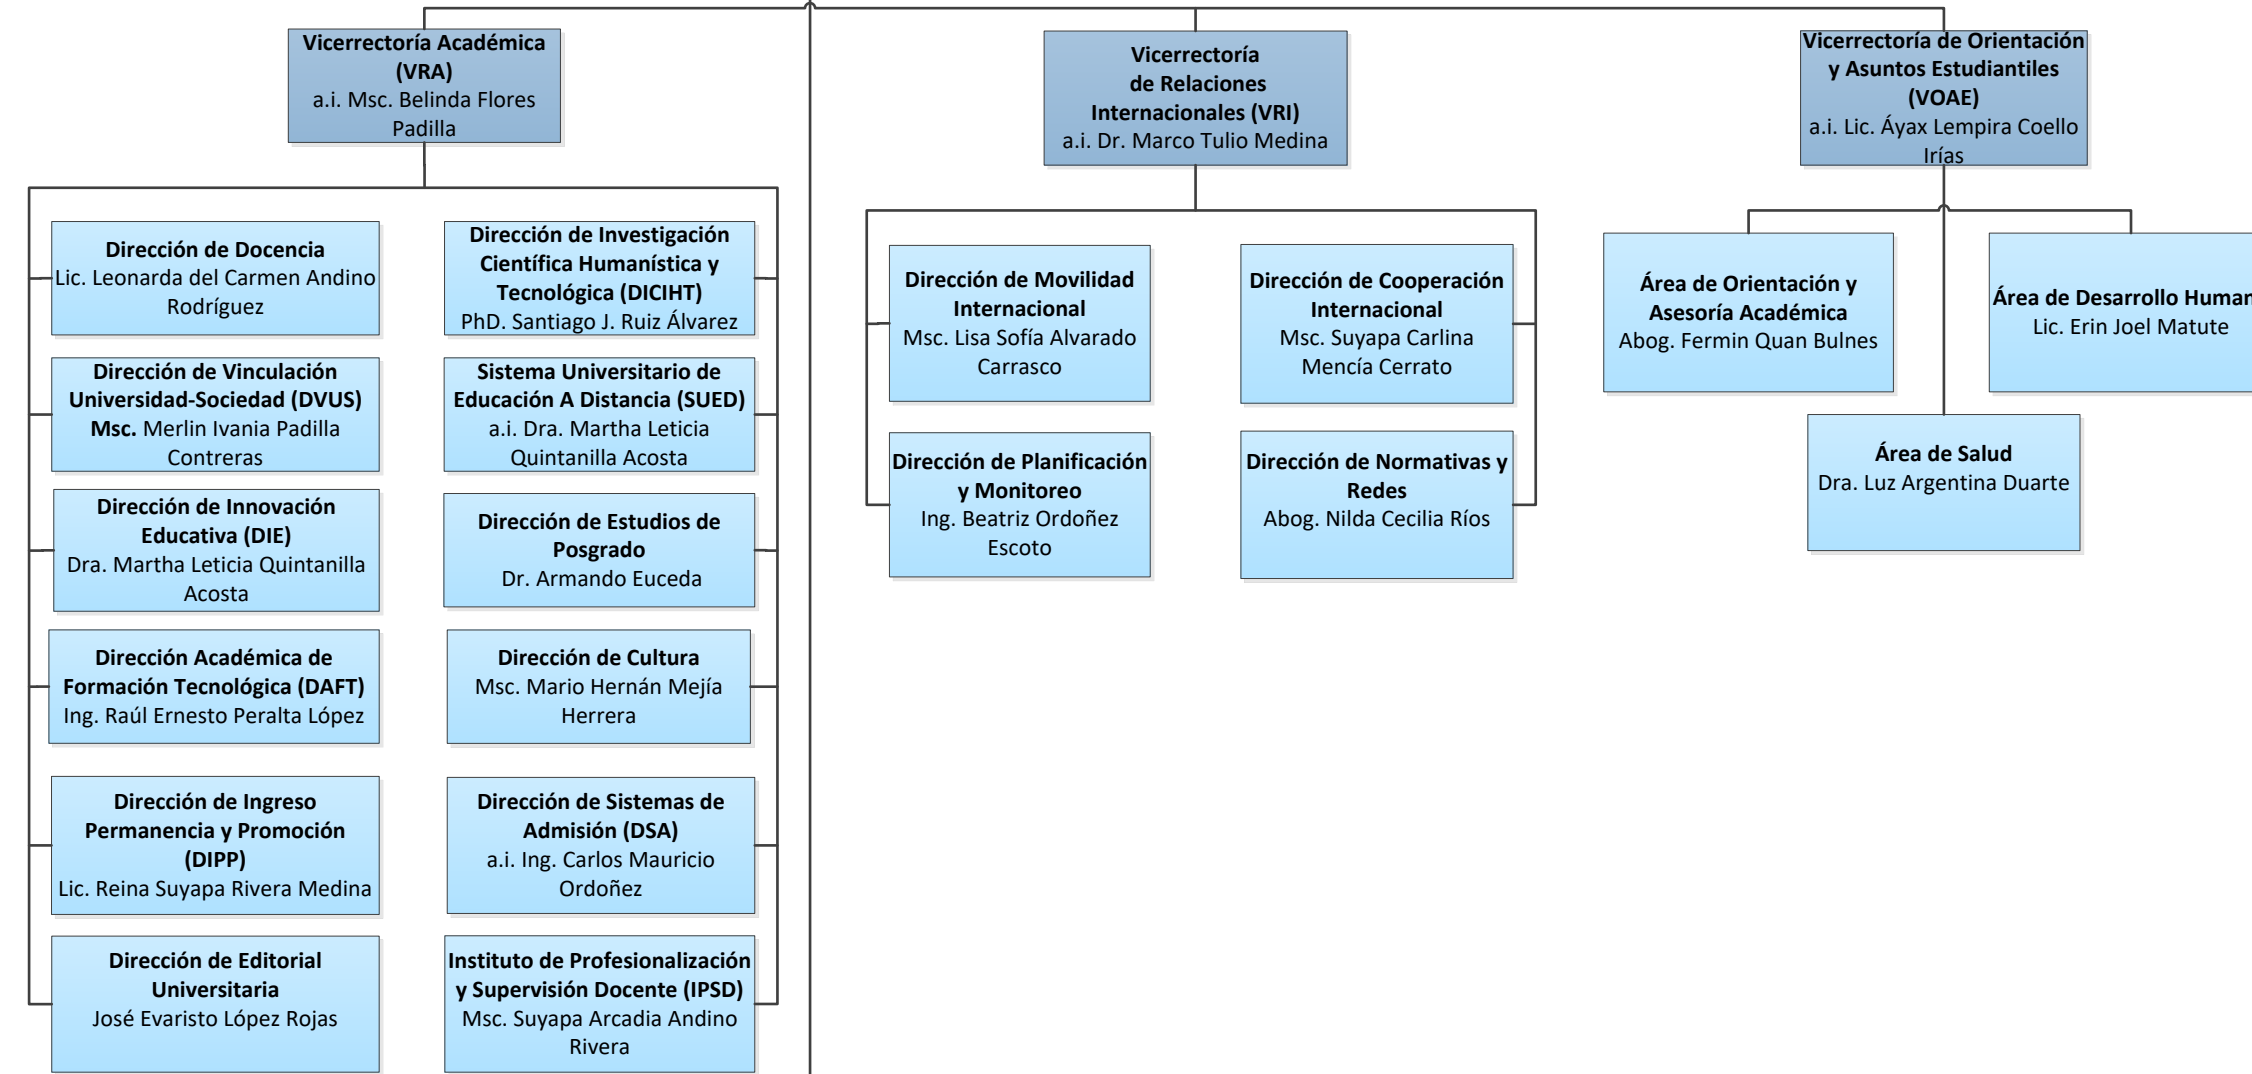 Vicerrectoría Académica
(VRA)
a.i. Msc. Belinda Flores
Padilla
Vicerrectoría
de Relaciones
Internacionales (VRI)
a.i. Dr. Marco Tulio Medina
Vicerrectoría de Orientación
y Asuntos Estudiantiles
(VOAE)
a.i. Lic. Áyax Lempira Coello
Irías
Dirección de Docencia
Lic. Leonarda del Carmen Andino
Rodríguez
Dirección de Investigación
Científica Humanística y
Tecnológica (DICIHT)
PhD. Santiago J. Ruiz Álvarez
Dirección de Vinculación
Universidad-Sociedad (DVUS)
Msc. Merlin Ivania Padilla
Contreras
Sistema Universitario de
Educación A Distancia (SUED)
a.i. Dra. Martha Leticia
Quintanilla Acosta
Dirección de Innovación
Educativa (DIE)
Dra. Martha Leticia Quintanilla
Acosta
Dirección de Estudios de
Posgrado
Dr. Armando Euceda
Dirección Académica de
Formación Tecnológica (DAFT)
Ing. Raúl Ernesto Peralta López
Dirección de Cultura
Msc. Mario Hernán Mejía
Herrera
Dirección de Ingreso
Permanencia y Promoción
(DIPP)
Lic. Reina Suyapa Rivera Medina
Dirección de Sistemas de
Admisión (DSA)
a.i. Ing. Carlos Mauricio
Ordoñez
Dirección de Editorial
Universitaria
José Evaristo López Rojas
Instituto de Profesionalización
y Supervisión Docente (IPSD)
Msc. Suyapa Arcadia Andino
Rivera
Dirección de Movilidad
Internacional
Msc. Lisa Sofía Alvarado
Carrasco
Dirección de Cooperación
Internacional
Msc. Suyapa Carlina
Mencía Cerrato
Dirección de Planificación
y Monitoreo
Ing. Beatriz Ordoñez
Escoto
Dirección de Normativas y
Redes
Abog. Nilda Cecilia Ríos
Área de Orientación y
Asesoría Académica
Abog. Fermin Quan Bulnes
Área de Desarrollo
Lic. Erin Joel Matute
Área de Salud
Dra. Luz Argentina Duarte